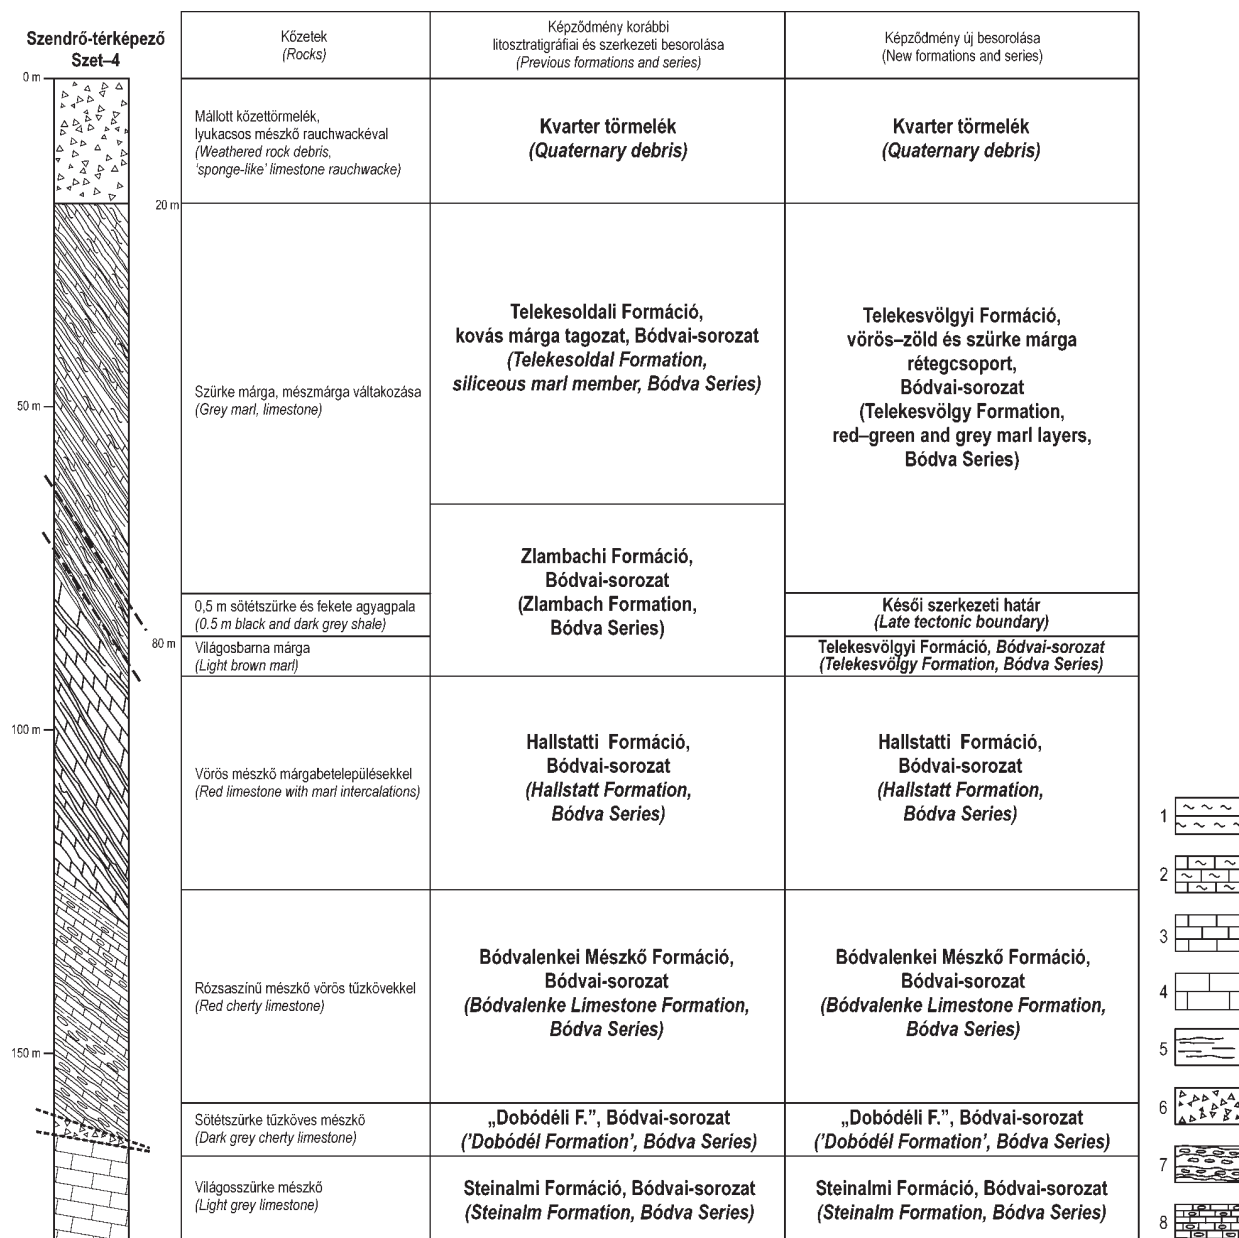 Szendrő-térképező
Szet–4
Kőzetek
(Rocks)
Képződmény korábbi
litosztratigráfiai és szerkezeti besorolása
(Previous formations and series)
Képződmény új besorolása
(New formations and series)
0 m
Mállott kőzettörmelék,
lyukacsos mészkő rauchwackéval
(Weathered rock debris,
‘sponge-like’ limestone rauchwacke)
Kvarter törmelék
(Quaternary debris)
Kvarter törmelék
(Quaternary debris)
20 m
Szürke márga, mészmárga váltakozása
(Grey marl, limestone)
Telekesoldali Formáció,
kovás márga tagozat, Bódvai-sorozat
(Telekesoldal Formation,
siliceous marl member, Bódva Series)
Telekesvölgyi Formáció,
vörös–zöld és szürke márga
rétegcsoport,
Bódvai-sorozat
(Telekesvölgy Formation,
red–green and grey marl layers,
Bódva Series)
50 m
Zlambachi Formáció,
Bódvai-sorozat
(Zlambach Formation,
Bódva Series)
0,5 m sötétszürke és fekete agyagpala
(0.5 m black and dark grey shale)
Késői szerkezeti határ
(Late tectonic boundary)
80 m
Világosbarna márga
(Light brown marl)
Telekesvölgyi Formáció, Bódvai-sorozat
(Telekesvölgy Formation, Bódva Series)
100 m
Vörös mészkő márgabetelepülésekkel
(Red limestone with marl intercalations)
Hallstatti Formáció,
Bódvai-sorozat
(Hallstatt Formation,
Bódva Series)
Hallstatti Formáció,
Bódvai-sorozat
(Hallstatt Formation,
Bódva Series)
Rózsaszínű mészkő vörös tűzkövekkel
(Red cherty limestone)
Bódvalenkei Mészkő Formáció,
Bódvai-sorozat
(Bódvalenke Limestone Formation,
Bódva Series)
Bódvalenkei Mészkő Formáció,
Bódvai-sorozat
(Bódvalenke Limestone Formation,
Bódva Series)
150 m
Sötétszürke tűzköves mészkő
(Dark grey cherty limestone)
„Dobódéli F.”, Bódvai-sorozat
(’Dobódél Formation’, Bódva Series)
„Dobódéli F.”, Bódvai-sorozat
(’Dobódél Formation’, Bódva Series)
Világosszürke mészkő
(Light grey limestone)
Steinalmi Formáció, Bódvai-sorozat
(Steinalm Formation, Bódva Series)
Steinalmi Formáció, Bódvai-sorozat
(Steinalm Formation, Bódva Series)
1
2
3
4
5
6
7
8